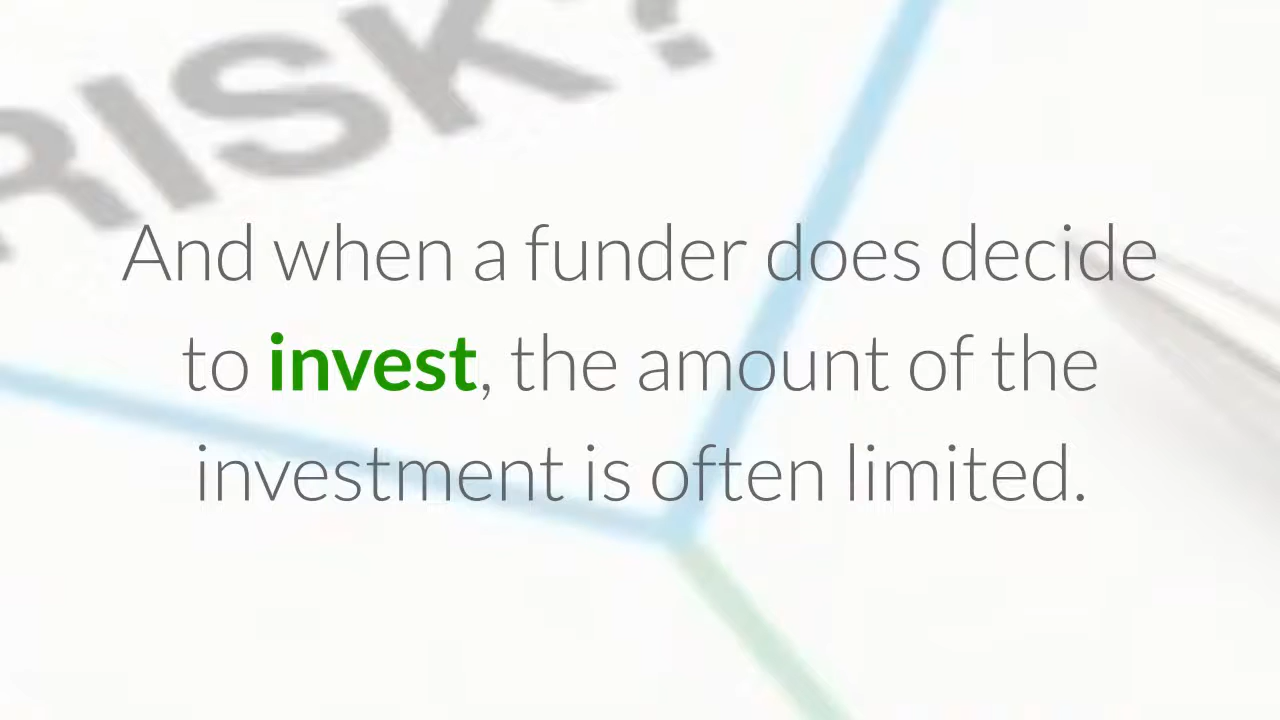 RISK?
And when a funder does decide
to invest, the amount of the
investment is often limited.